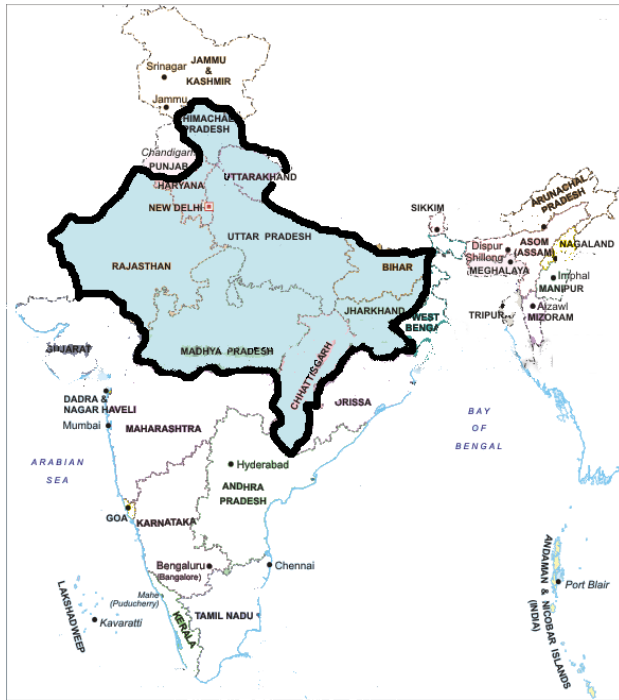 JAMMU
&
KASHMIR
Srinagar
Jammu
HIMACHAL
PRADESH
Chandigarh
PUNJAB
UTTARAKHAND
HARYANA
NEW DELHI
ARUNACHAL
PRADESH
SIKKIM
UTTAR PRADESH
Dispur
ASOM
(ASSAM)
NAGALAND
Shillong
MEGHALAYA
RAJASTHAN
BIHAR
Imphal
MANIPUR
JHARKHAND
TRIPUR
Aizawl
MIZORAM
WEST
BENGA
GUJARAT
MADHYA PRADESH
CHHATTISGARH
DADRA &
NAGAR HAVELI
ORISSA
Mumbai
MAHARASHTRA
BAY
OF
BENGAL
ARABIAN
SEA
Hyderabad
ANDHRA
PRADESH
GOA
KARNATAKA
Bengaluru
(Bangalore)
Chennai
ANDAMAN & NICOBAR ISLANDS
(INDIA)
Port Blair
LAKSHADWEEP
Mahe
(Puducherry)
Kavaratti
KERALA
TAMIL NADU